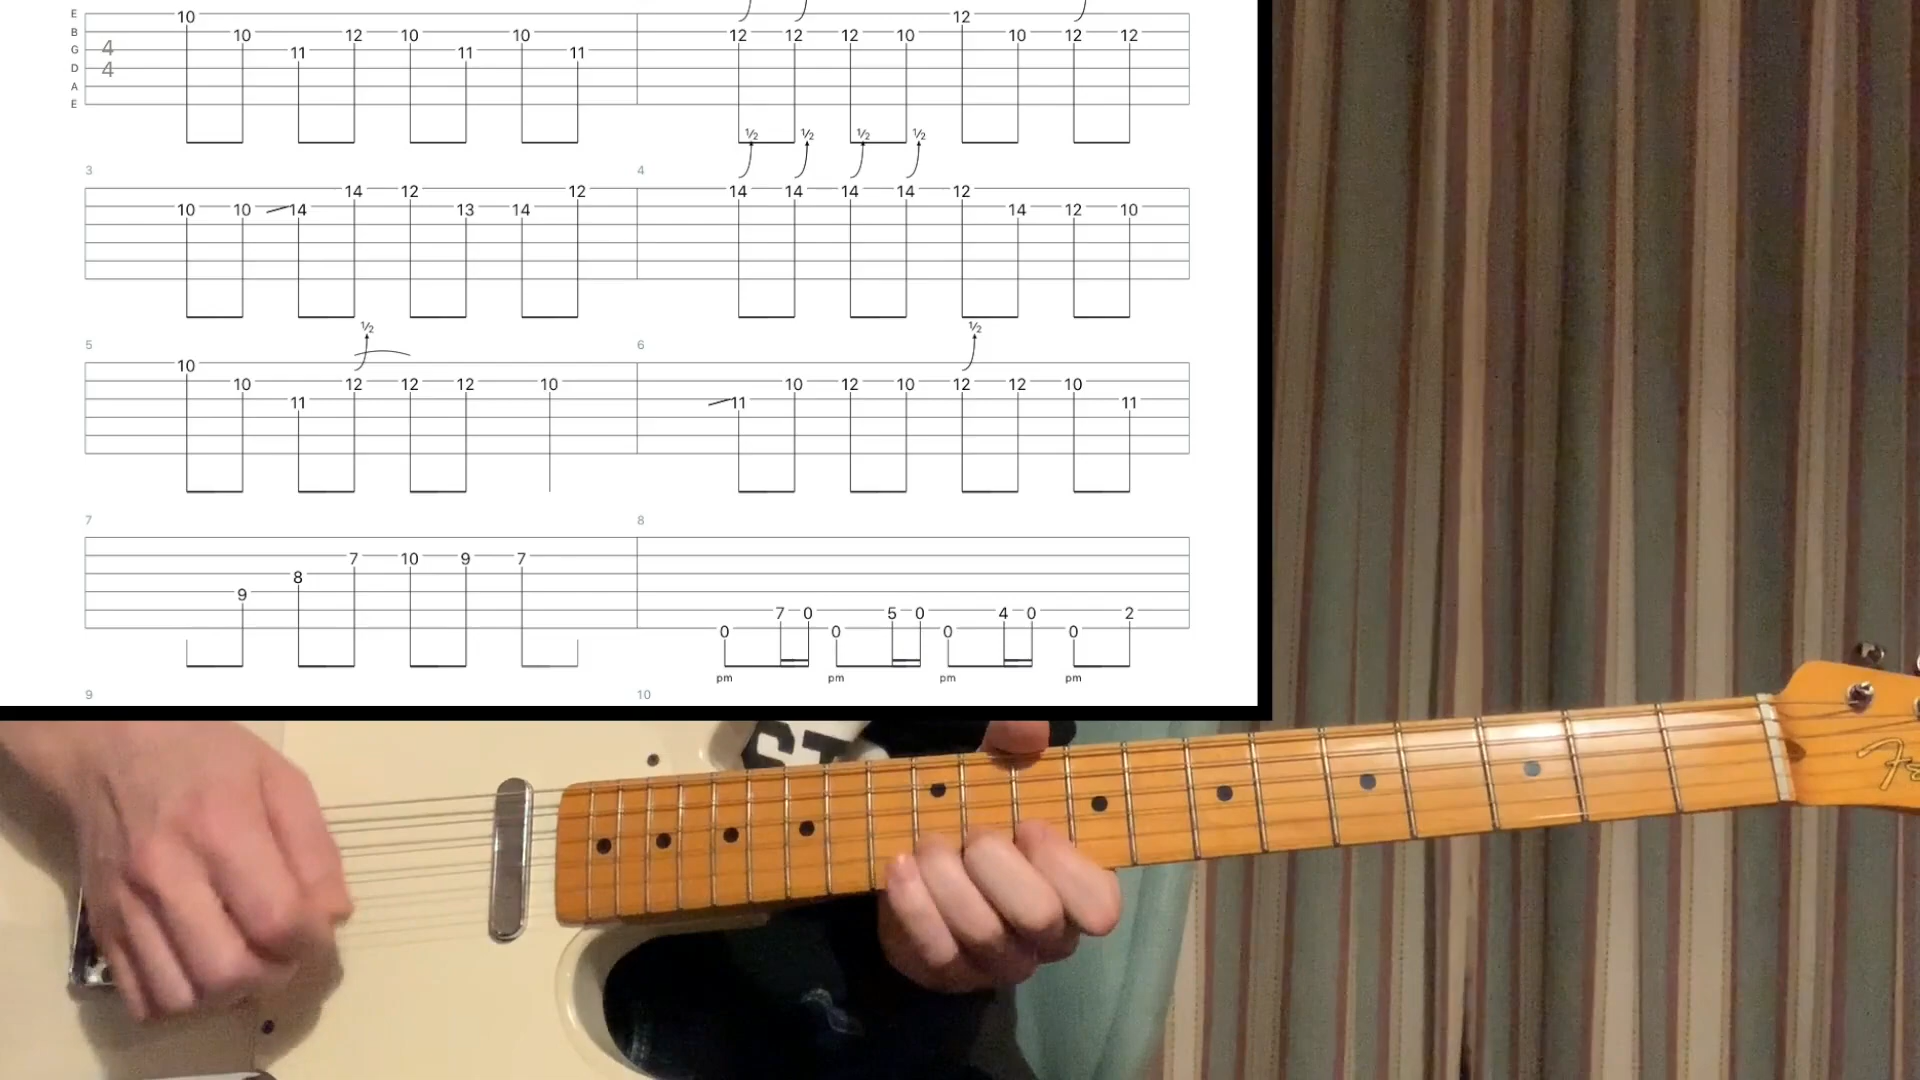 E 10 12
B 10 12 10 10 12 12 12 10 10 12 12
G 4 11 11 11
D 4
A
E
½ ½ ½ ½
3 4
14 12 12 14 14 14 14 12
10 10 14 13 14 14 12 10
½ ½
5 6
10
10 12 12 12 10 10 12 10 12 12 10
11 11 11
7 8
7 10 9 7
8
9
7 0 5 0 4 0 2
0 0 0 0
pm pm pm pm
9 10
ST